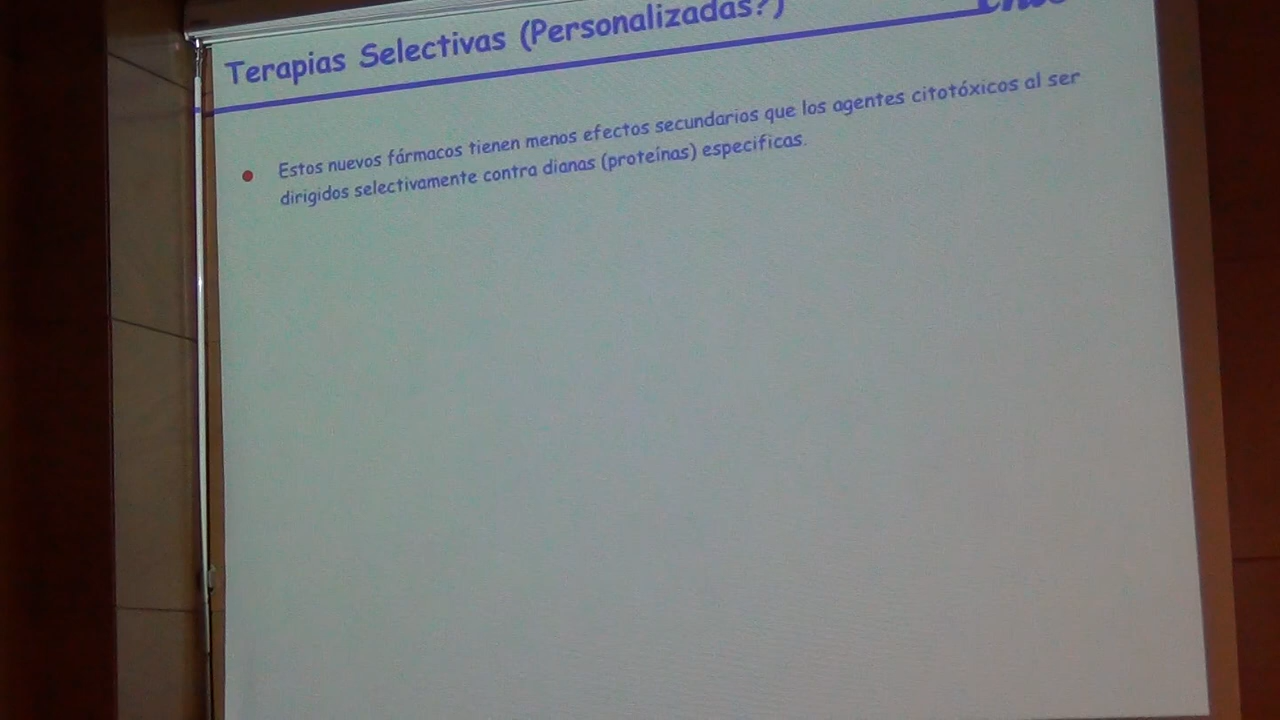 Terapias Selectivas (Personalizadas?)
Estos nuevos fármacos tienen menos efectos secundarios que los agentes citotóxicos al ser
dirigidos selectivamente contra dianas (proteínas) especificas.